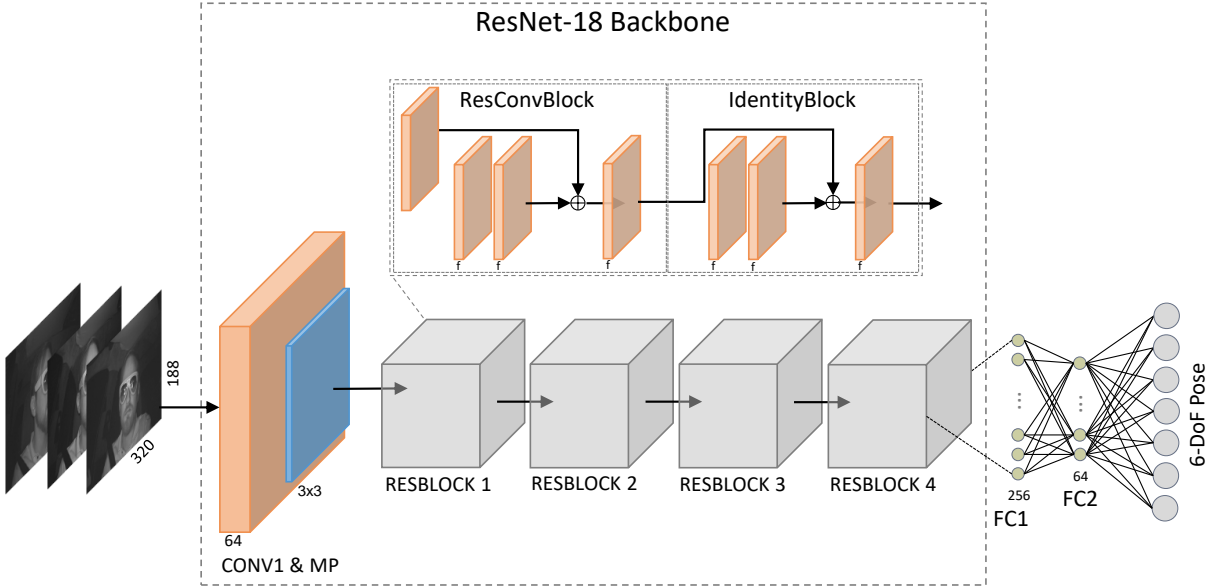 ResNet-18 Backbone
ResConvBlock
IdentityBlock
f
f
f
f
f
f
188
320
3x3
64
CONV1 & MP
RESBLOCK 1
RESBLOCK 2
RESBLOCK 3
RESBLOCK 4
256
FC1
64
FC2
6-DoF Pose